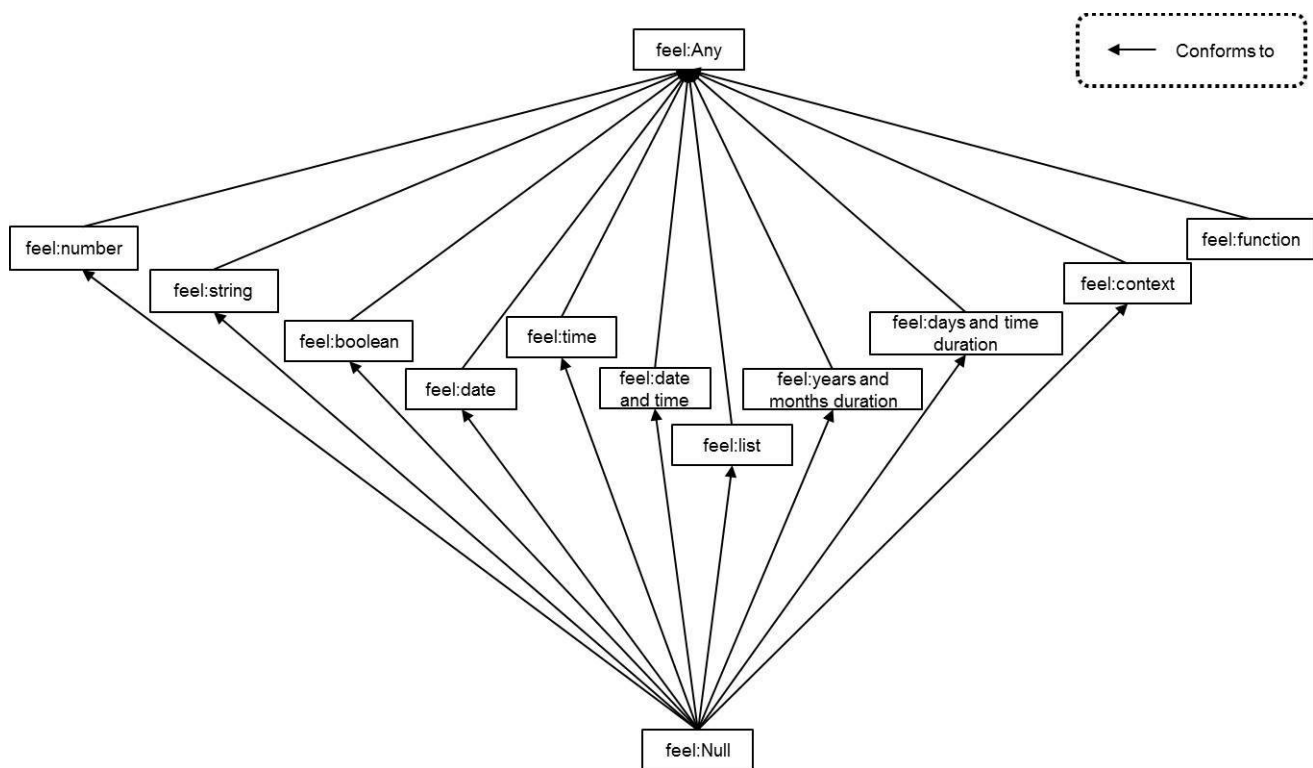 feel:Any
Conforms to
feel:number
feel:function
feel:string
feel:context
feel:boolean
feel:time
feel:days and time
duration
feel:date
feel:date
and time
feel:years and
months duration
feel:list
feel:Null